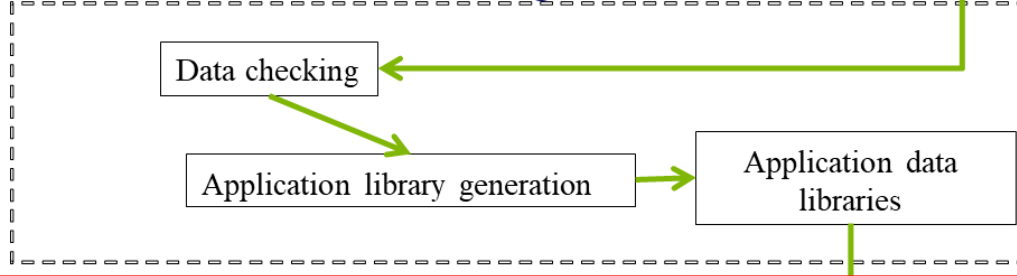 Data checking
Application library generation
Application data
libraries